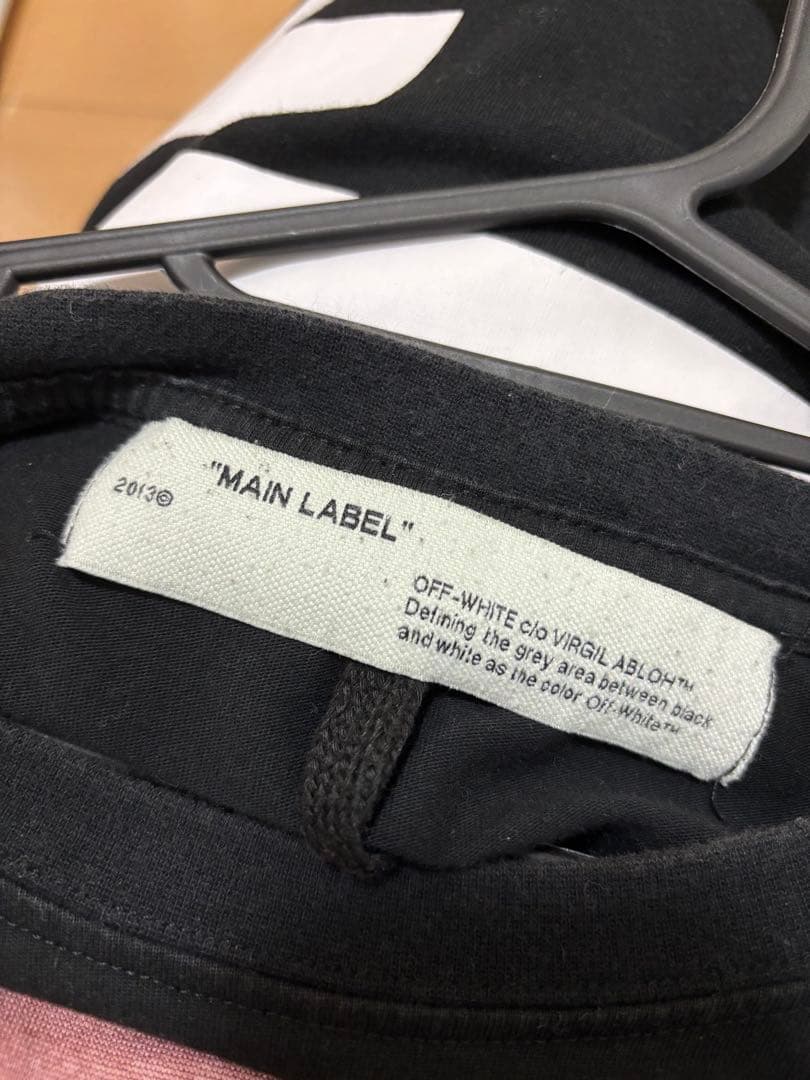 2013©
"MAIN LABEL"
OFF-WHITE c/o VIRGIL ABLOH™
Defining the grey area between black
and white as the color Off-White™